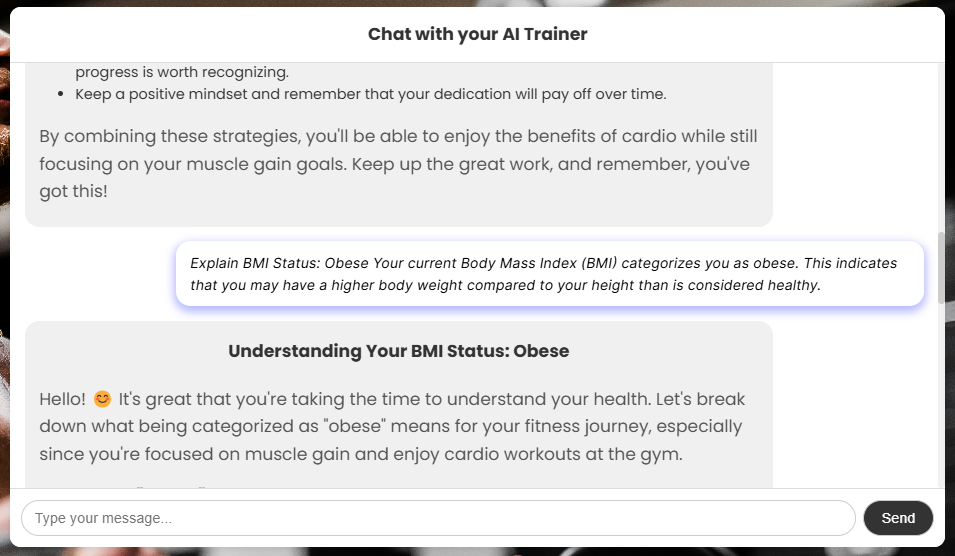 Chat with your AI Trainer
progress is worth recognizing.
• Keep a positive mindset and remember that your dedication will pay off over time.
By combining these strategies, you'll be able to enjoy the benefits of cardio while still
focusing on your muscle gain goals. Keep up the great work, and remember, you've
got this!
Explain BMI Status: Obese Your current Body Mass Index (BMI) categorizes you as obese. This indicates
that you may have a higher body weight compared to your height than is considered healthy.
Understanding Your BMI Status: Obese
Hello! 😊 It's great that you're taking the time to understand your health. Let's break
down what being categorized as "obese" means for your fitness journey, especially
since you're focused on muscle gain and enjoy cardio workouts at the gym.
Type your message...
Send